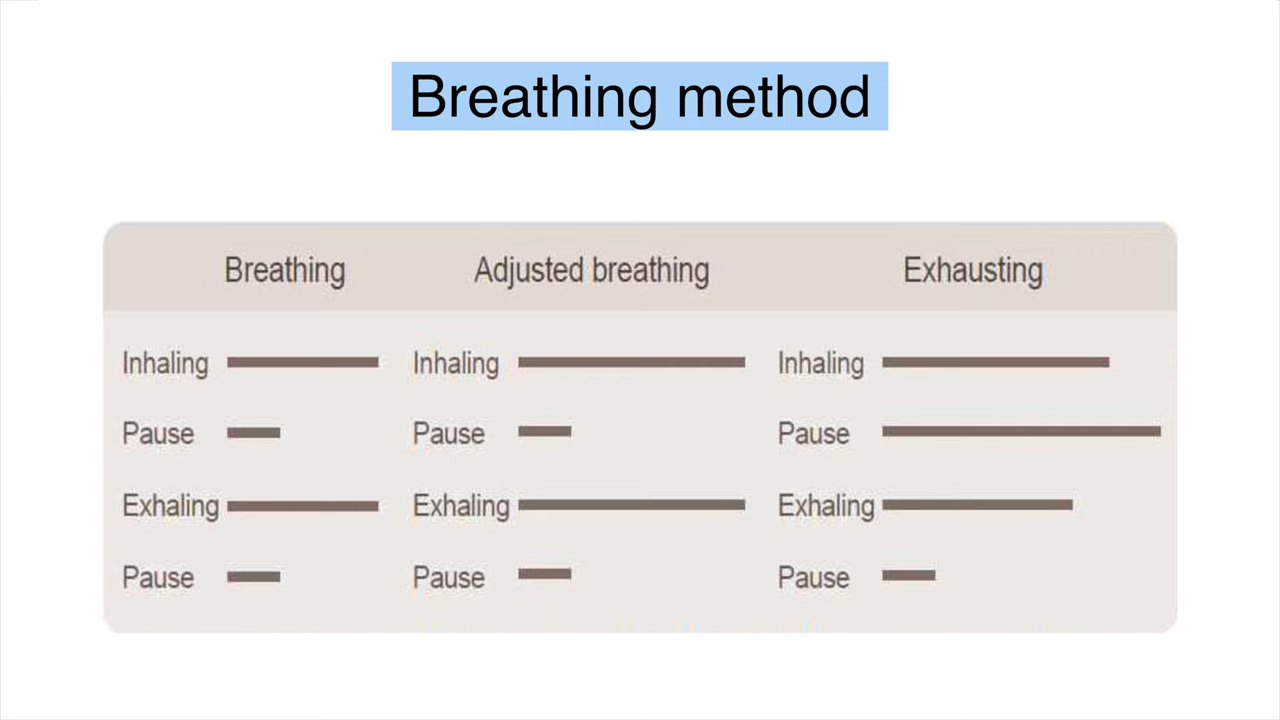 Breathing method
Breathing Adjusted breathing Exhausting
Inhaling Inhaling Inhaling
Pause Pause Pause
Exhaling Exhaling Exhaling
Pause Pause Pause